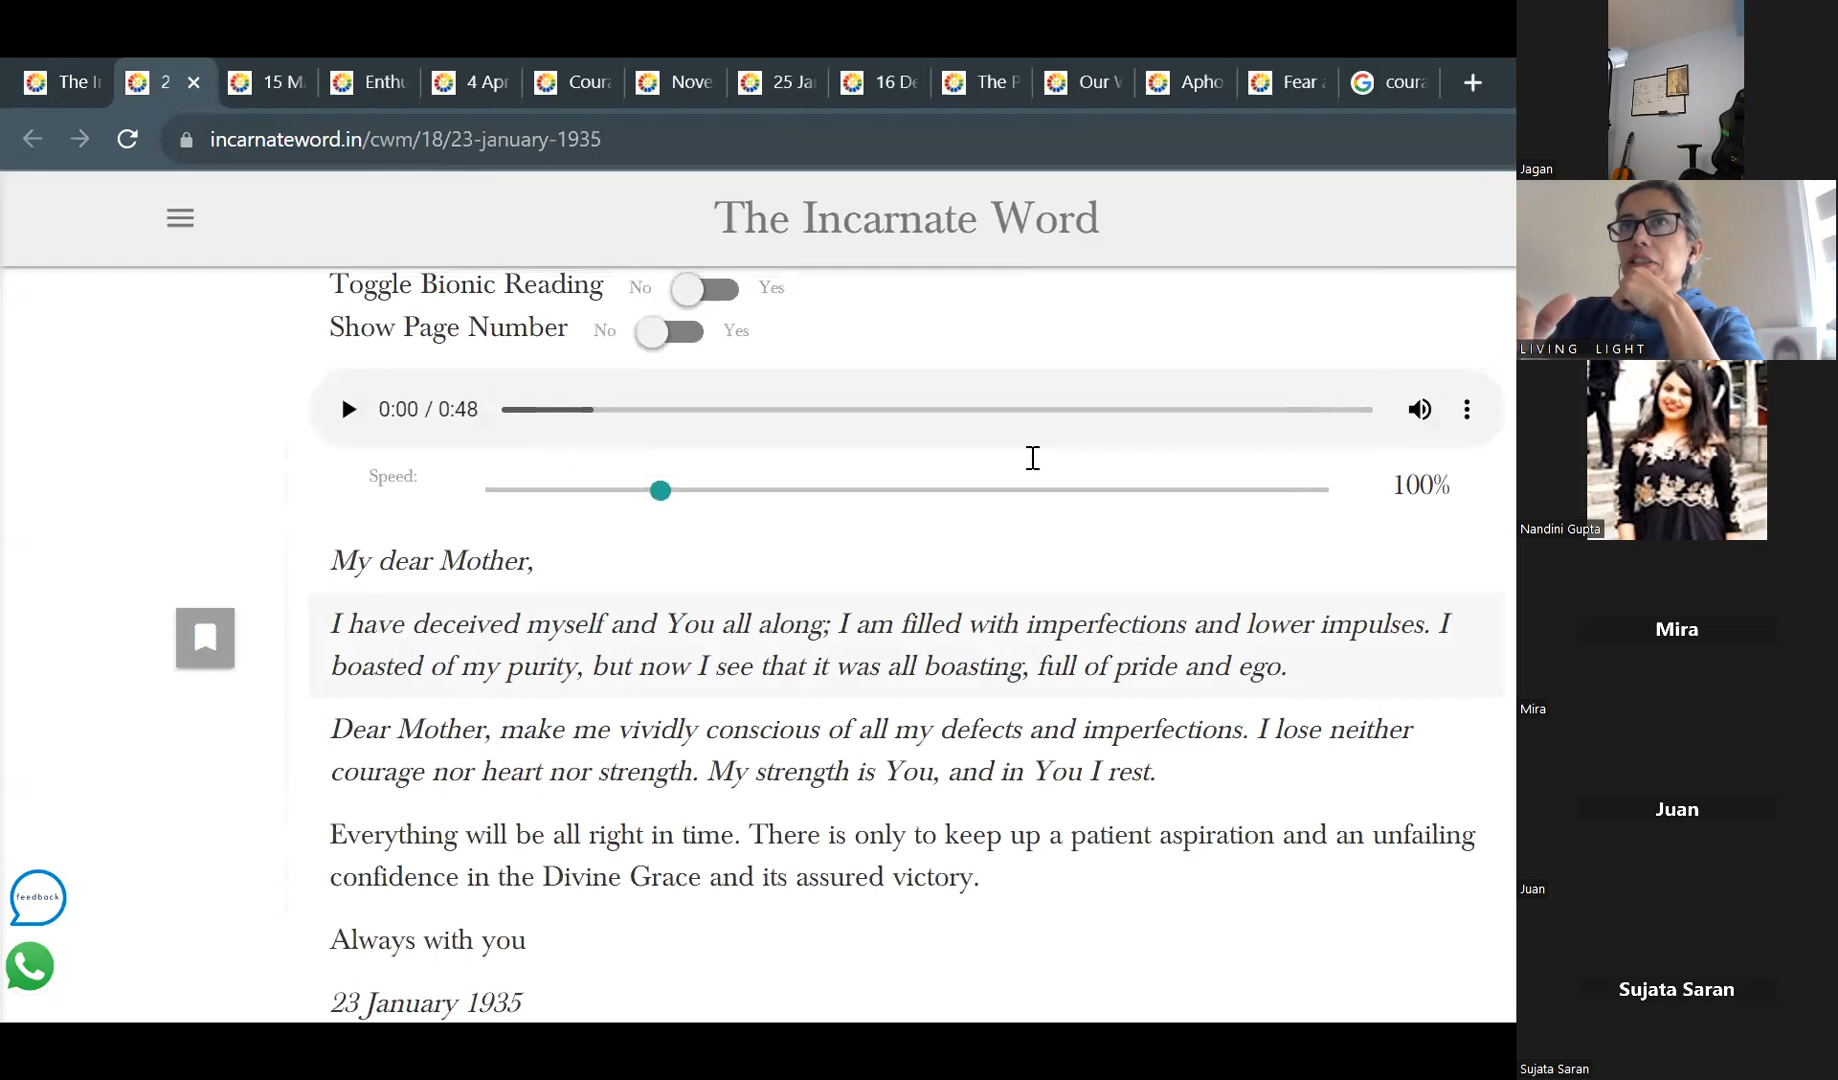 The I
2
15 M
Enthu
4 Apr
Coura
Nove
25 Ja
16 De
The P
Our V
Apho
Fear a
coura
incarnateword.in/cwm/18/23-january-1935
The Incarnate Word
Toggle Bionic Reading No Yes
Show Page Number No Yes
0:00 / 0:48
Speed: 100%
My dear Mother,
I have deceived myself and You all along; I am filled with imperfections and lower impulses. I
boasted of my purity, but now I see that it was all boasting, full of pride and ego.
Dear Mother, make me vividly conscious of all my defects and imperfections. I lose neither
courage nor heart nor strength. My strength is You, and in You I rest.
Everything will be all right in time. There is only to keep up a patient aspiration and an unfailing
confidence in the Divine Grace and its assured victory.
Always with you
23 January 1935
feedback
Jagan
LIVING LIGHT
Nandini Gupta
Mira
Mira
Juan
Juan
Sujata Saran
Sujata Saran